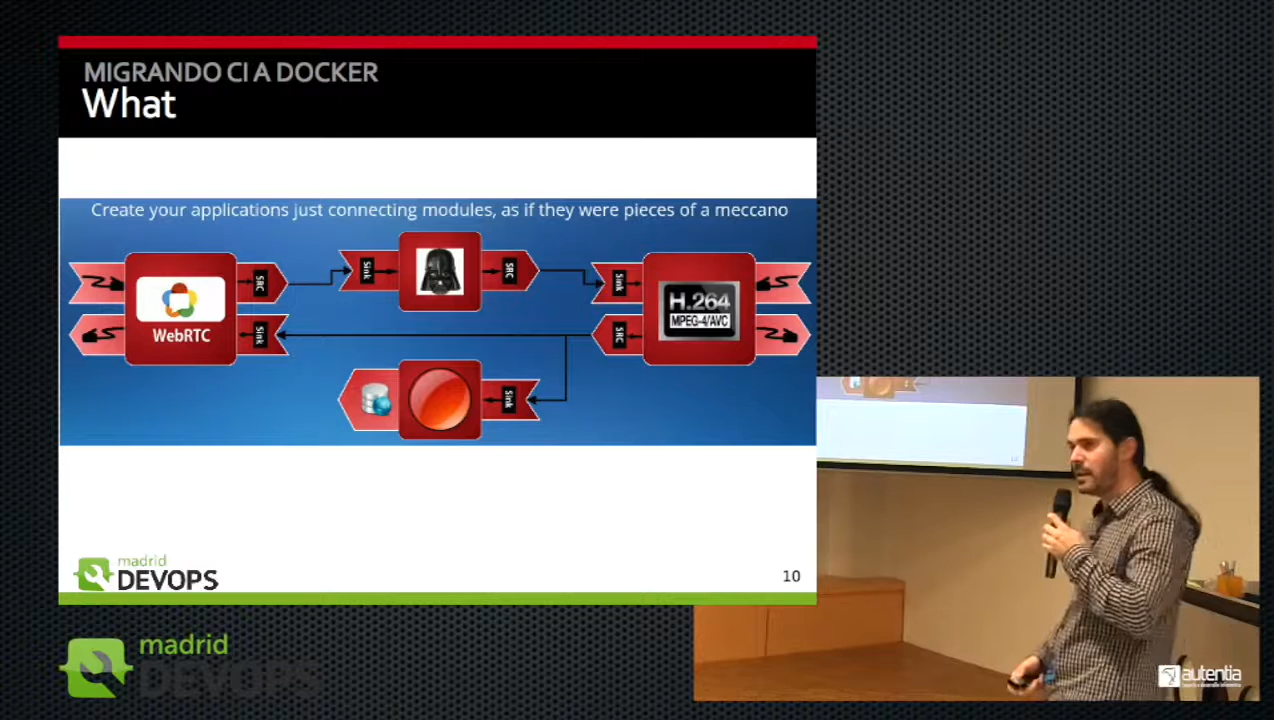 MIGRANDO CI A DOCKER
What
Create your applications just connecting modules, as if they were pieces of a meccano
Sink
SRC
SRC
Sink
WebRTC
Sink
H.264
MPEG-4/AVC
Sink
SRC
Sink
madrid
DEVOPS
10
madrid
DEVOPS
autentia